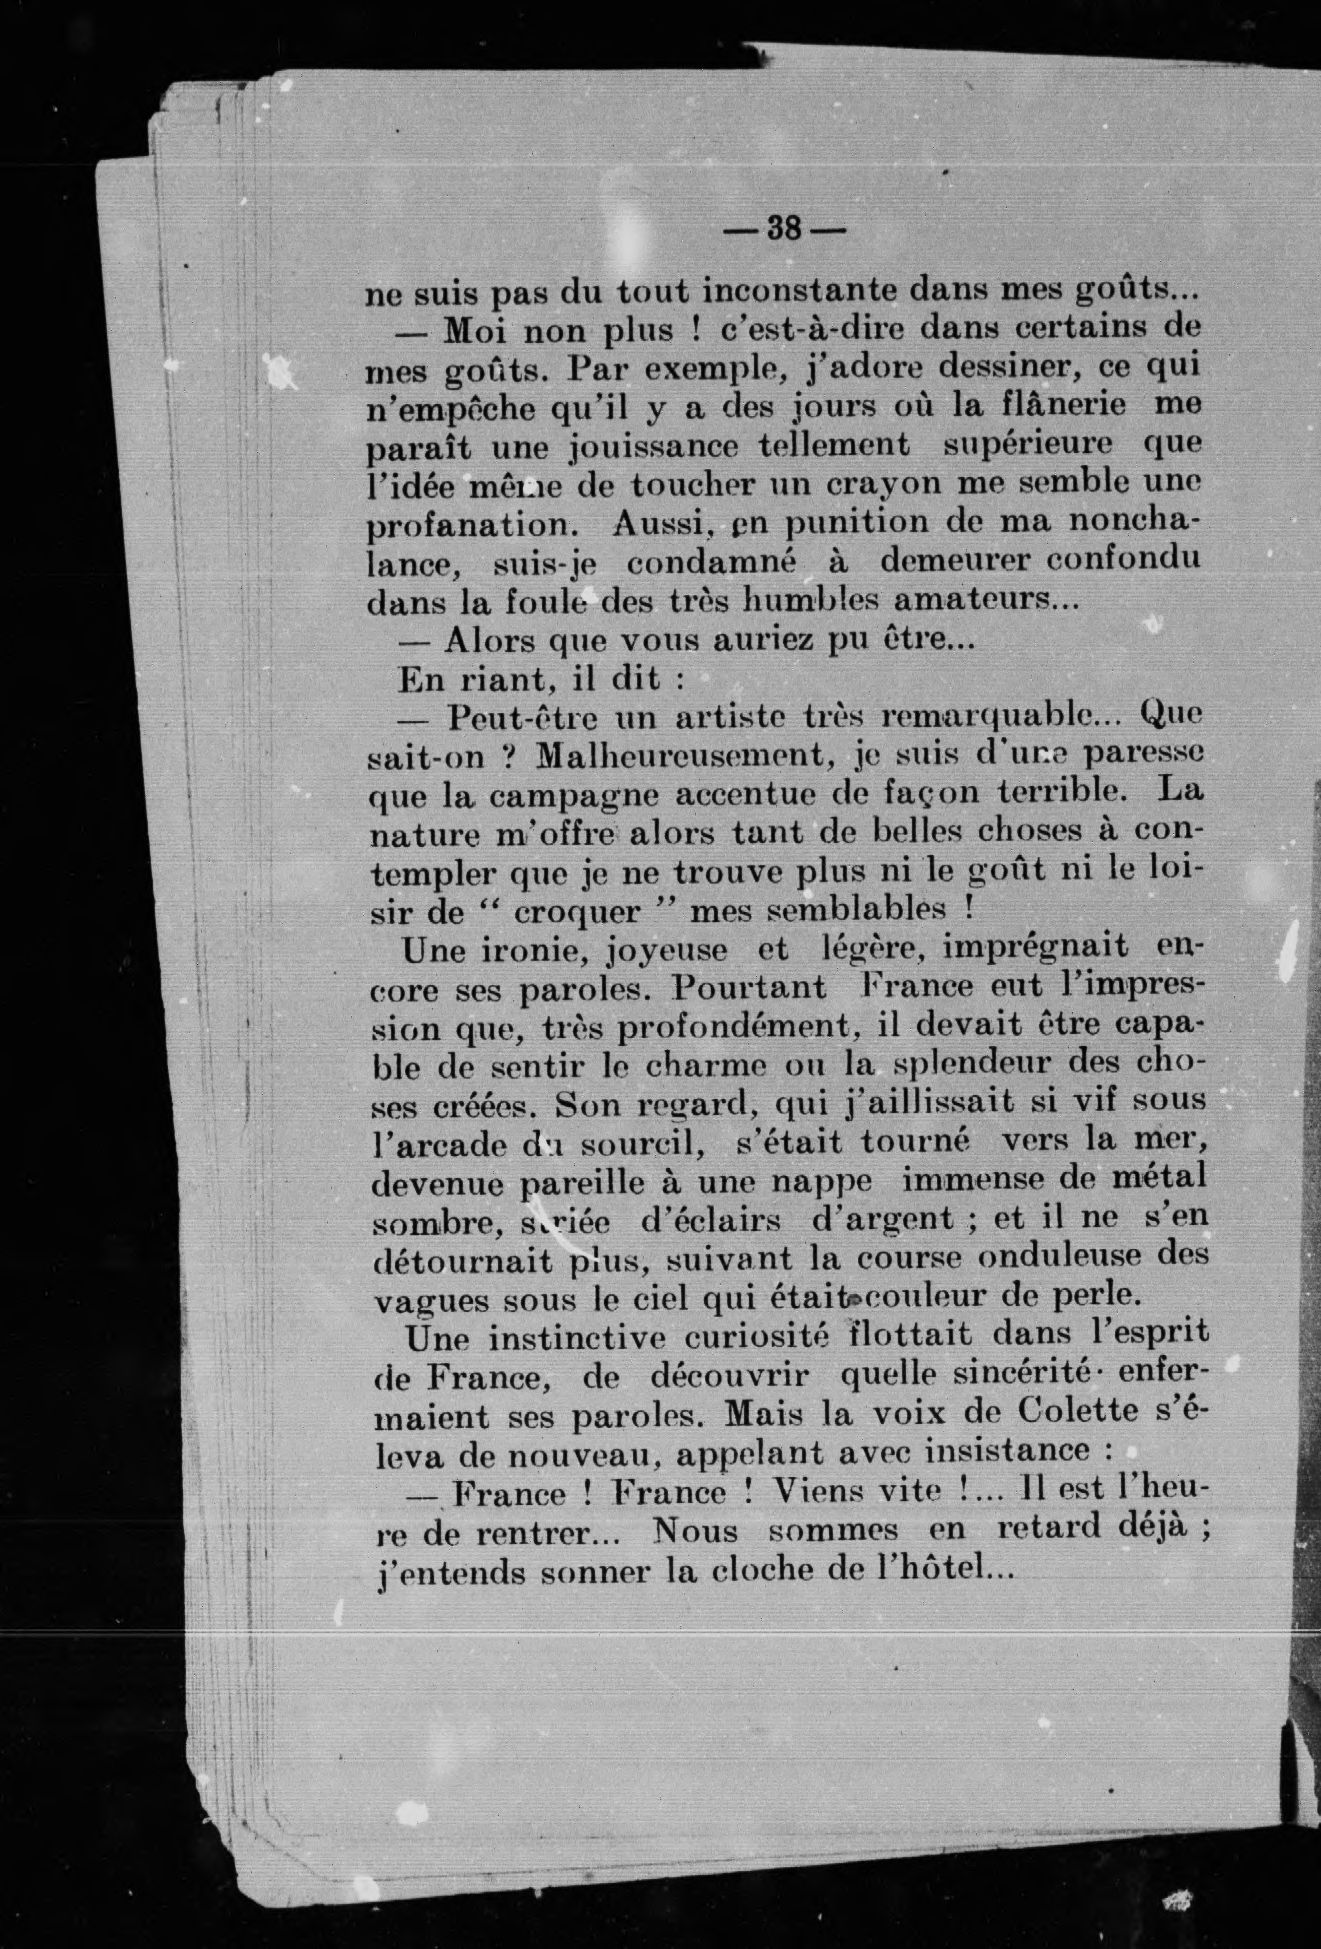 — 38 —
ne suis pas du tout inconstante dans mes goûts...
— Moi non plus ! c'est-à-dire dans certains de
mes goûts. Par exemple, j'adore dessiner, ce qui
n'empêche qu'il y a des jours où la flânerie me
paraît une jouissance tellement supérieure que
l'idée même de toucher un crayon me semble une
profanation. Aussi, en punition de ma noncha-
lance, suis-je condamné à demeurer confondu
dans la foule des très humbles amateurs...
— Alors que vous auriez pu être...
En riant, il dit :
— Peut-être un artiste très remarquable... Que
sait-on ? Malheureusement, je suis d'une paresse
que la campagne accentue de façon terrible. La
nature m'offre alors tant de belles choses à con-
templer que je ne trouve plus ni le goût ni le loi-
sir de “ croquer ” mes semblables !
Une ironie, joyeuse et légère, imprégnait en-
core ses paroles. Pourtant France eut l'impres-
sion que, très profondément, il devait être capa-
ble de sentir le charme ou la splendeur des cho-
ses créées. Son regard, qui j'aillissait si vif sous
l'arcade du sourcil, s'était tourné vers la mer,
devenue pareille à une nappe immense de métal
sombre, striée d'éclairs d'argent ; et il ne s'en
détournait plus, suivant la course onduleuse des
vagues sous le ciel qui était couleur de perle.
Une instinctive curiosité flottait dans l'esprit
de France, de découvrir quelle sincérité enfer-
maient ses paroles. Mais la voix de Colette s'é-
leva de nouveau, appelant avec insistance :
— France ! France ! Viens vite !... Il est l'heu-
re de rentrer... Nous sommes en retard déjà ;
j'entends sonner la cloche de l'hôtel...